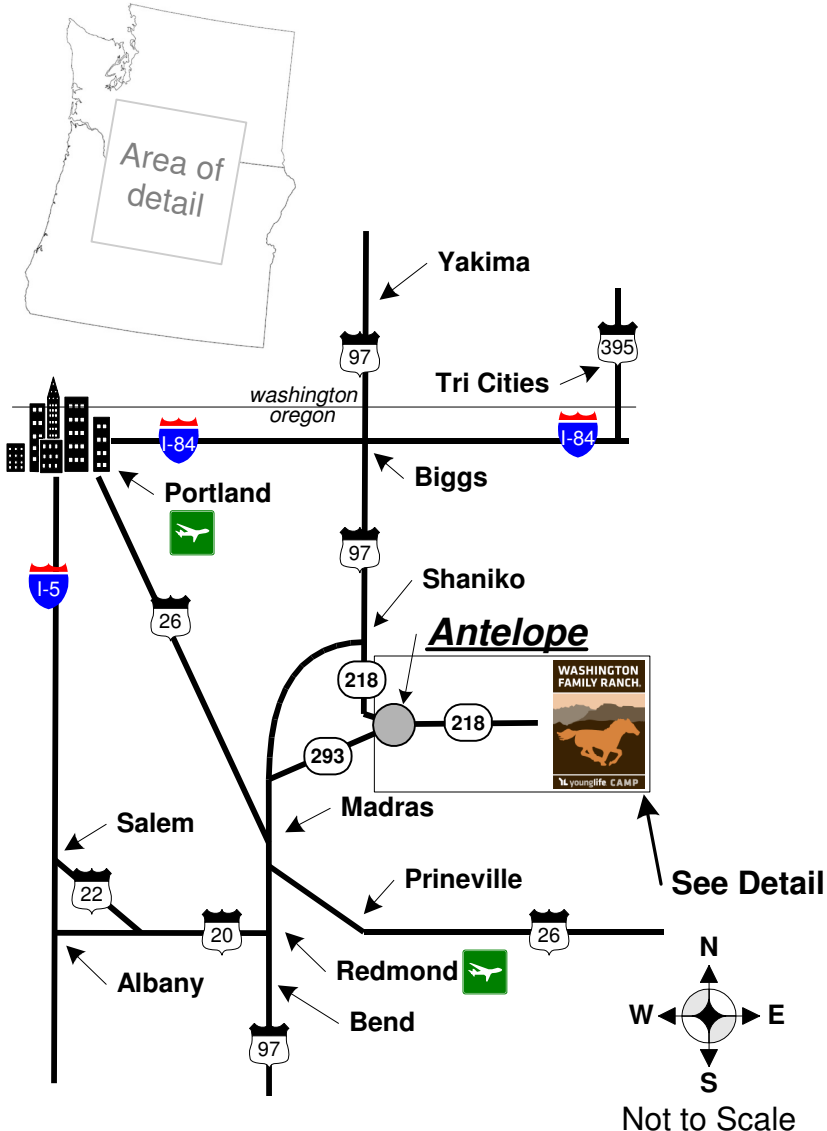 Area of
detail
Yakima
97
395
Tri Cities
washington
oregon
I-84
I-84
Biggs
Portland
97
Shaniko
I-5
26
Antelope
WASHINGTON
FAMILY RANCH
218
218
293
younglife CAMP
Madras
Salem
Prineville
See Detail
22
20
26
Redmond
Albany
Bend
97
N
W
E
S
Not to Scale